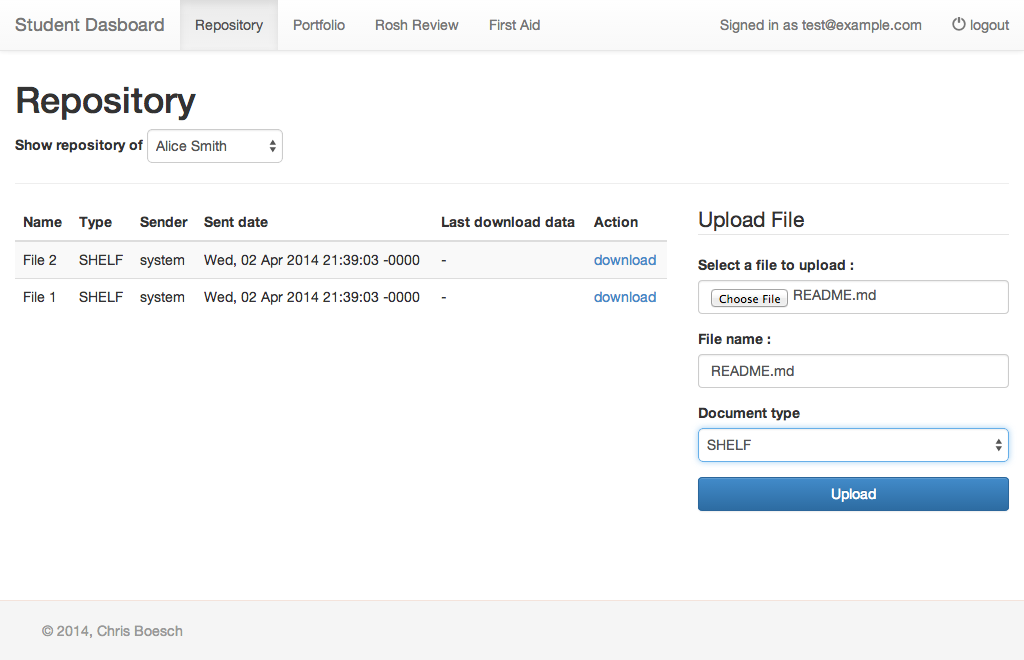 Student Dasboard Repository Portfolio Rosh Review First Aid Signed in as test@example.com logout
Repository
Show repository of Alice Smith
Name Type Sender Sent date Last download data Action
File 2 SHELF system Wed, 02 Apr 2014 21:39:03 -0000 - download
File 1 SHELF system Wed, 02 Apr 2014 21:39:03 -0000 - download
Upload File
Select a file to upload :
Choose File README.md
File name :
README.md
Document type
SHELF
Upload
© 2014, Chris Boesch